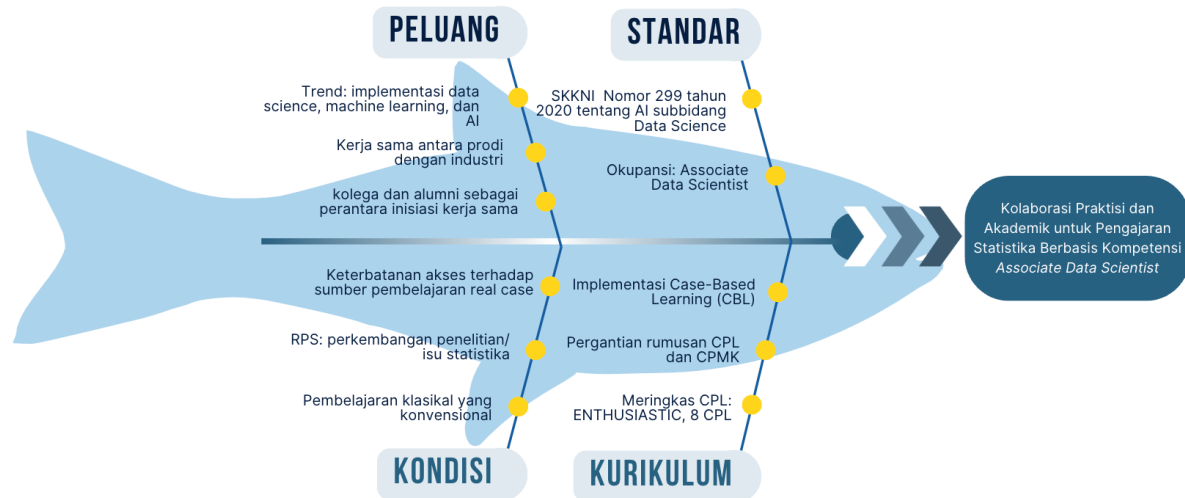 PELUANG
Trend: implementasi data
science, machine learning, dan
AI
Kerja sama antara prodi
dengan industri
kolega dan alumni sebagai
perantara inisiasi kerja sama
STANDAR
SKKNI Nomor 299 tahun
2020 tentang AI subbidang
Data Science
Okupansi: Associate
Data Scientist
Keterbatanan akses terhadap
sumber pembelajaran real case
RPS: perkembangan penelitian/
isu statistika
Pembelajaran klasikal yang
konvensional
KONDISI
Implementasi Case-Based
Learning (CBL)
Pergantian rumusan CPL
dan CPMK
Meringkas CPL:
ENTHUSIASTIC, 8 CPL
KURIKULUM
Kolaborasi Praktisi dan
Akademik untuk Pengajaran
Statistika Berbasis Kompetensi
Associate Data Scientist